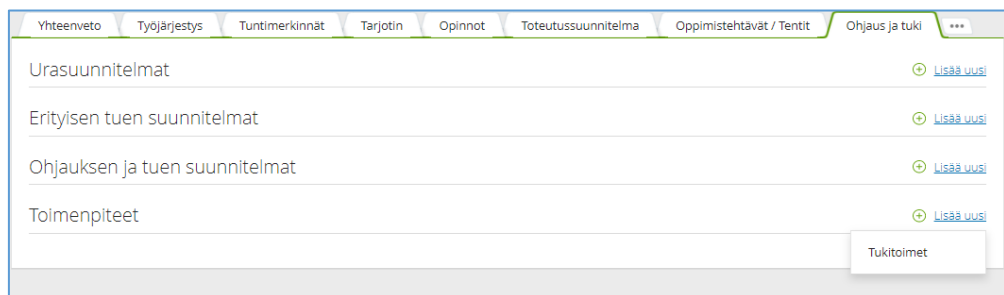 Yhteenveto Työjärjestys Tuntimerkinnät Tarjotin Opinnot Toteutussuunnitelma Oppimistehtävät / Tentit Ohjaus ja tuki •••
Urasuunnitelmat Lisää uusi
Erityisen tuen suunnitelmat Lisää uusi
Ohjauksen ja tuen suunnitelmat Lisää uusi
Toimenpiteet Lisää uusi
Tukitoimet